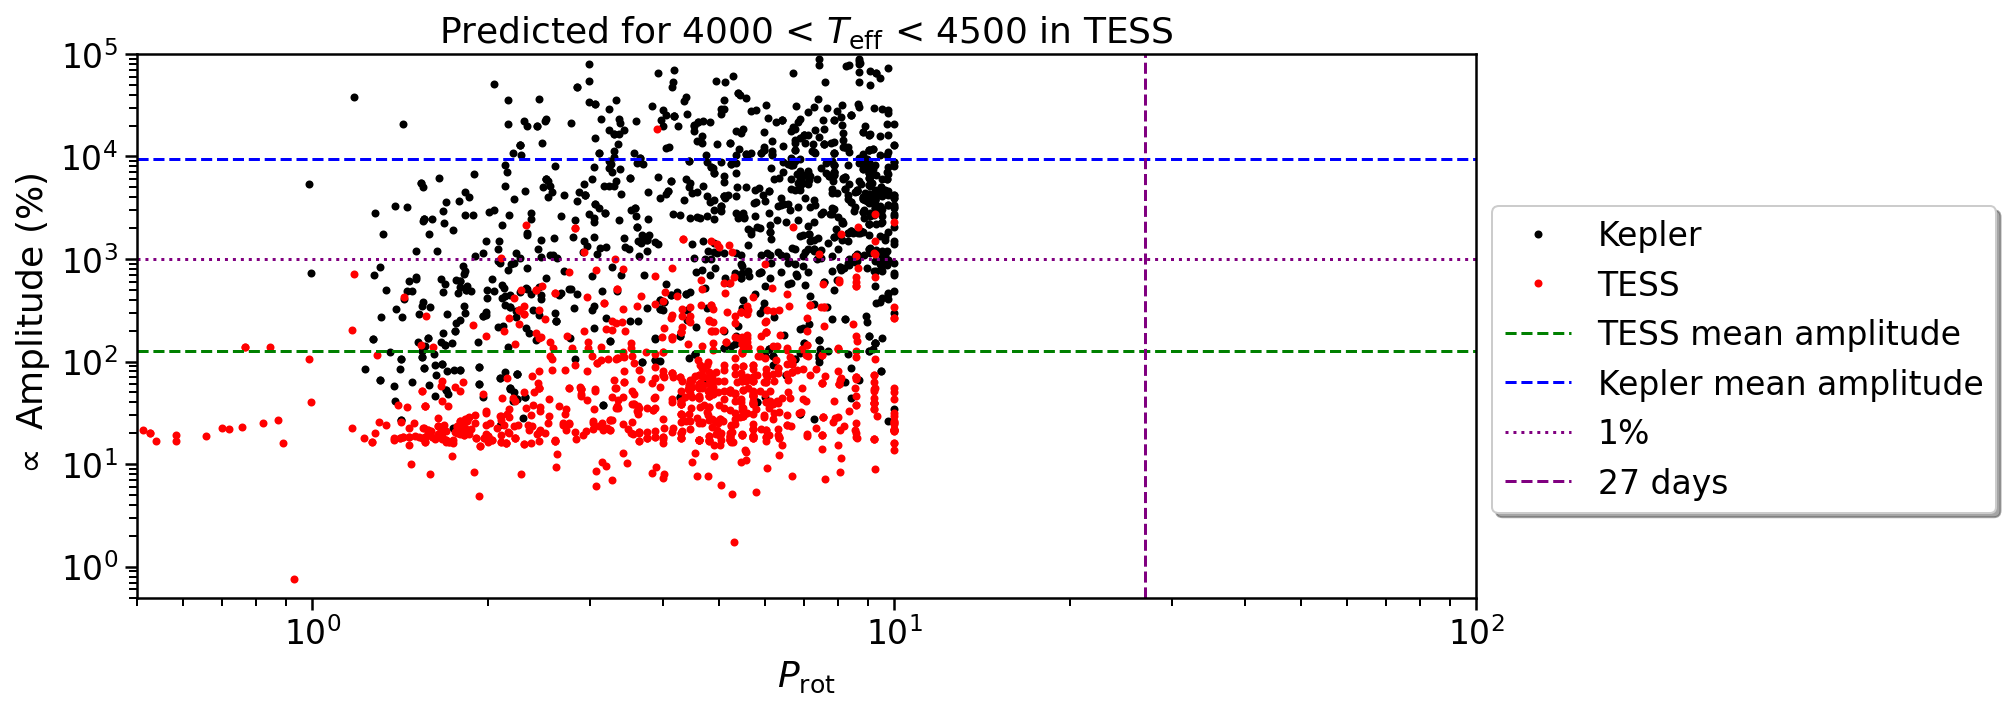 Predicted for 4000 < T_eff < 4500 in TESS
∝ Amplitude (%)
10^5
10^4
10^3
10^2
10^1
10^0
10^0 10^1 10^2
P_rot
Kepler
TESS
TESS mean amplitude
Kepler mean amplitude
1%
27 days